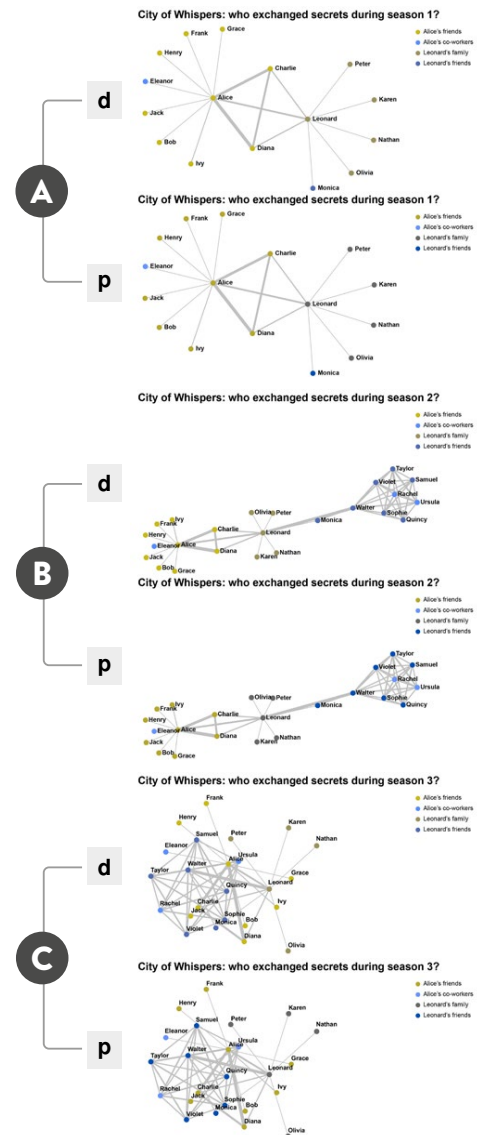 City of Whispers: who exchanged secrets during season 1?
Alice's friends
Alice's co-workers
Leonard's family
Leonard's friends
Grace
Frank
Henry
Charlie
Peter
Eleanor
Alice
Karen
Jack
Leonard
Bob
Diana
Nathan
Ivy
Olivia
Monica
d
A
City of Whispers: who exchanged secrets during season 1?
Alice's friends
Alice's co-workers
Leonard's family
Leonard's friends
Grace
Frank
Henry
Charlie
Peter
Eleanor
Alice
Karen
Jack
Leonard
Bob
Diana
Nathan
Ivy
Olivia
Monica
p
City of Whispers: who exchanged secrets during season 2?
Alice's friends
Alice's co-workers
Leonard's family
Leonard's friends
Taylor
Violet
Samuel
Rachel
Ursula
Walter
Sophie
Quincy
Olivia
Peter
Monica
Ivy
Frank
Charlie
Henry
Leonard
Eleanor
Alice
Diana
Nathan
Karen
Jack
Bob
Grace
d
B
City of Whispers: who exchanged secrets during season 2?
Alice's friends
Alice's co-workers
Leonard's family
Leonard's friends
Taylor
Violet
Samuel
Rachel
Ursula
Walter
Sophie
Quincy
Olivia
Peter
Monica
Ivy
Frank
Charlie
Henry
Leonard
Eleanor
Alice
Diana
Nathan
Karen
Jack
Bob
Grace
p
City of Whispers: who exchanged secrets during season 3?
Alice's friends
Alice's co-workers
Leonard's family
Leonard's friends
Frank
Henry
Karen
Samuel
Peter
Nathan
Eleanor
Ursula
Alice
Walter
Taylor
Grace
Quincy
Leonard
Rachel
Charlie
Ivy
Jack
Sophie
Monica
Bob
Violet
Diana
Olivia
d
C
City of Whispers: who exchanged secrets during season 3?
Alice's friends
Alice's co-workers
Leonard's family
Leonard's friends
Frank
Henry
Karen
Samuel
Peter
Nathan
Eleanor
Ursula
Alice
Walter
Taylor
Grace
Quincy
Leonard
Rachel
Charlie
Ivy
Jack
Sophie
Monica
Bob
Violet
Diana
Olivia
p